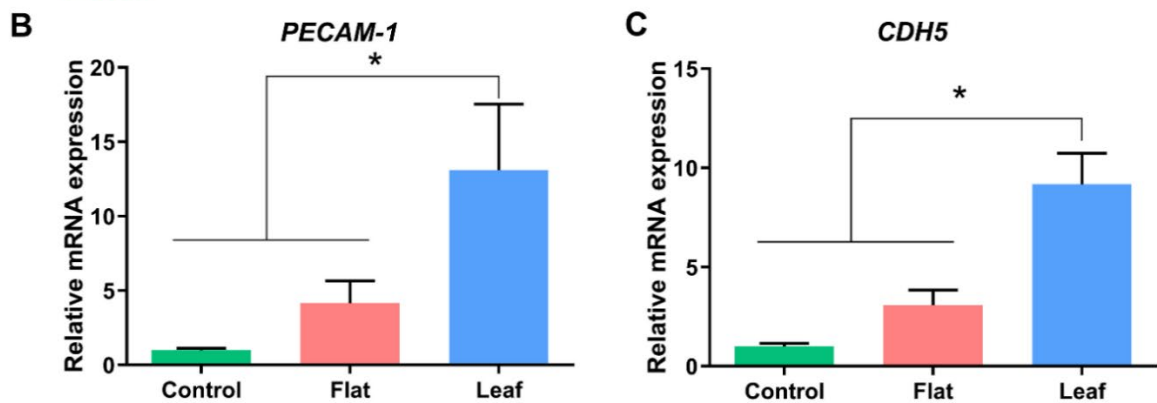 B
PECAM-1
Relative mRNA expression
20
15
10
5
0
*
Control Flat Leaf
C
CDH5
Relative mRNA expression
15
10
5
0
*
Control Flat Leaf